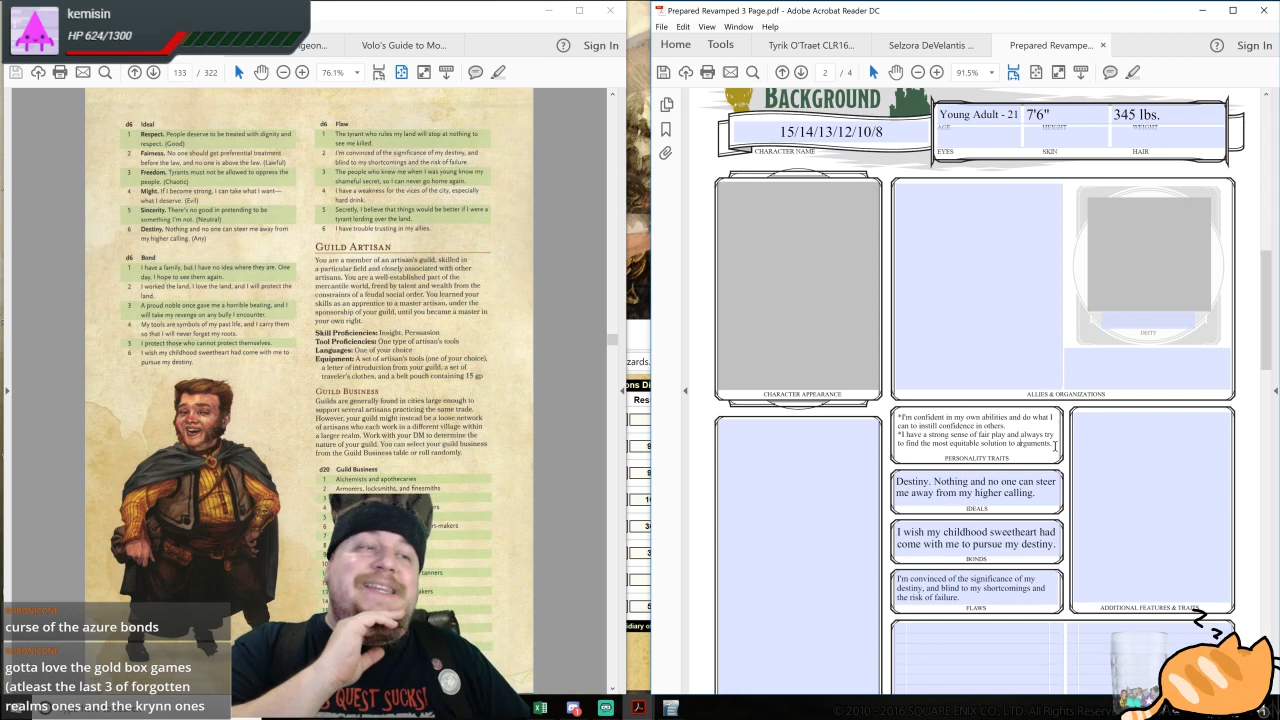 kemisin
HP 624/1300
Volo's Guide to Mo...
Sign In
133 / 322
76.1%
d6 Ideal
1 Respect. People deserve to be treated with dignity and
respect. (Good)
2 Fairness. No one should get preferential treatment
before the law, and no one is above the law. (Lawful)
3 Freedom. Tyrants must not be allowed to oppress the
people. (Chaotic)
4 Might. If I become strong, I can take what I want—
what I deserve. (Evil)
5 Sincerity. There's no good in pretending to be
something I'm not. (Neutral)
6 Destiny. Nothing and no one can steer me away from
my higher calling. (Any)
d6 Bond
1 I have a family, but I have no idea where they are. One
day, I hope to see them again.
2 I worked the land, I love the land, and I will protect the
land.
3 A proud noble once gave me a horrible beating, and I
will take my revenge on any bully I encounter.
4 My tools are symbols of my past life, and I carry them
so that I will never forget my roots.
5 I protect those who cannot protect themselves.
6 I wish my childhood sweetheart had come with me to
pursue my destiny.
d6 Flaw
1 The tyrant who rules my land will stop at nothing to
see me killed.
2 I'm convinced of the significance of my destiny, and
blind to my shortcomings and the risk of failure.
3 The people who knew me when I was young know my
shameful secret, so I can never go home again.
4 I have a weakness for the vices of the city, especially
hard drink.
5 Secretly, I believe that things would be better if I were a
tyrant lording over the land.
6 I have trouble trusting in my allies.
GUILD ARTISAN
You are a member of an artisan's guild, skilled in
a particular field and closely associated with other
artisans. You are a well-established part of the
mercantile world, freed by talent and wealth from the
constraints of a feudal social order. You learned your
skills as an apprentice to a master artisan, under the
sponsorship of your guild, until you became a master in
your own right.
Skill Proficiencies: Insight, Persuasion
Tool Proficiencies: One type of artisan's tools
Languages: One of your choice
Equipment: A set of artisan's tools (one of your choice),
a letter of introduction from your guild, a set of
traveler's clothes, and a belt pouch containing 15 gp
GUILD BUSINESS
Guilds are generally found in cities large enough to
support several artisans practicing the same trade.
However, your guild might instead be a loose network
of artisans who each work in a different village within
a larger realm. Work with your DM to determine the
nature of your guild. You can select your guild business
from the Guild Business table or roll randomly.
d20 Guild Business
1 Alchemists and apothecaries
2 Armorers, locksmiths, and finesmiths
curse of the azure bonds
gotta love the gold box games
(atleast the last 3 of forgotten
realms ones and the krynn ones
QUEST SUCKS!
Prepared Revamped 3 Page.pdf - Adobe Acrobat Reader DC
File Edit View Window Help
Home Tools Tyrik O'Traet CLR16... Selzora DeVelantis ... Prepared Revampe... × Sign In
2 / 4
91.5%
BACKGROUND
15/14/13/12/10/8
CHARACTER NAME
Young Adult - 21 7'6" 345 lbs.
AGE HEIGHT WEIGHT
EYES SKIN HAIR
DEITY
CHARACTER APPEARANCE
ALLIES & ORGANIZATIONS
*I'm confident in my own abilities and do what I
can to instill confidence in others.
*I have a strong sense of fair play and always try
to find the most equitable solution to arguments.
PERSONALITY TRAITS
Destiny. Nothing and no one can steer
me away from my higher calling.
IDEALS
I wish my childhood sweetheart had
come with me to pursue my destiny.
BONDS
I'm convinced of the significance of my
destiny, and blind to my shortcomings and
the risk of failure.
FLAWS
ADDITIONAL FEATURES & TRAITS